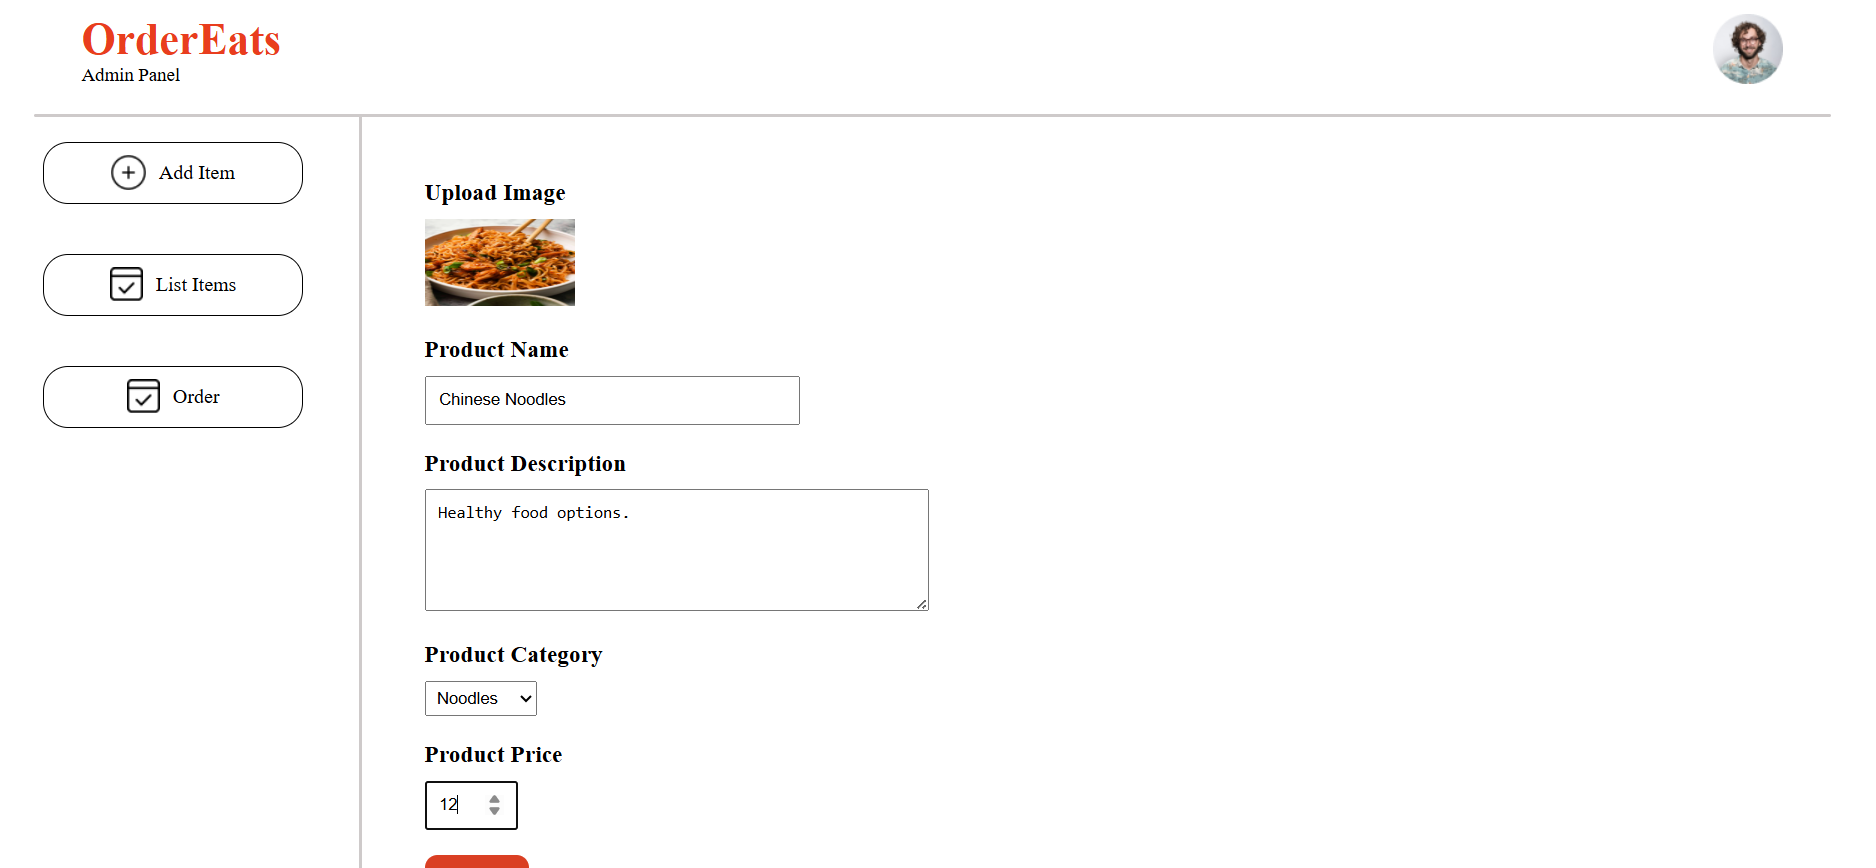 OrderEats
Admin Panel
Add Item
List Items
Order
Upload Image
Product Name
Chinese Noodles
Product Description
Healthy food options.
Product Category
Noodles
Product Price
12